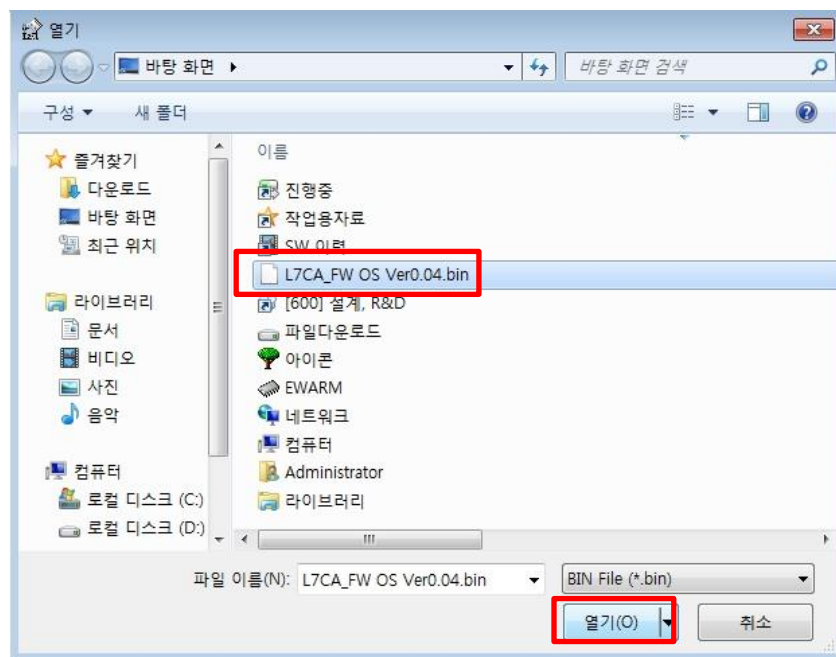 열기
바탕 화면
바탕 화면 검색
구성
새 폴더
즐겨찾기
다운로드
바탕 화면
최근 위치
라이브러리
문서
비디오
사진
음악
컴퓨터
로컬 디스크 (C:)
로컬 디스크 (D:)
이름
진행중
작업용자료
SW 이력
L7CA_FW OS Ver0.04.bin
[600] 설계, R&D
파일다운로드
아이콘
EWARM
네트워크
컴퓨터
Administrator
라이브러리
파일 이름(N): L7CA_FW OS Ver0.04.bin
BIN File (*.bin)
열기(O)
취소